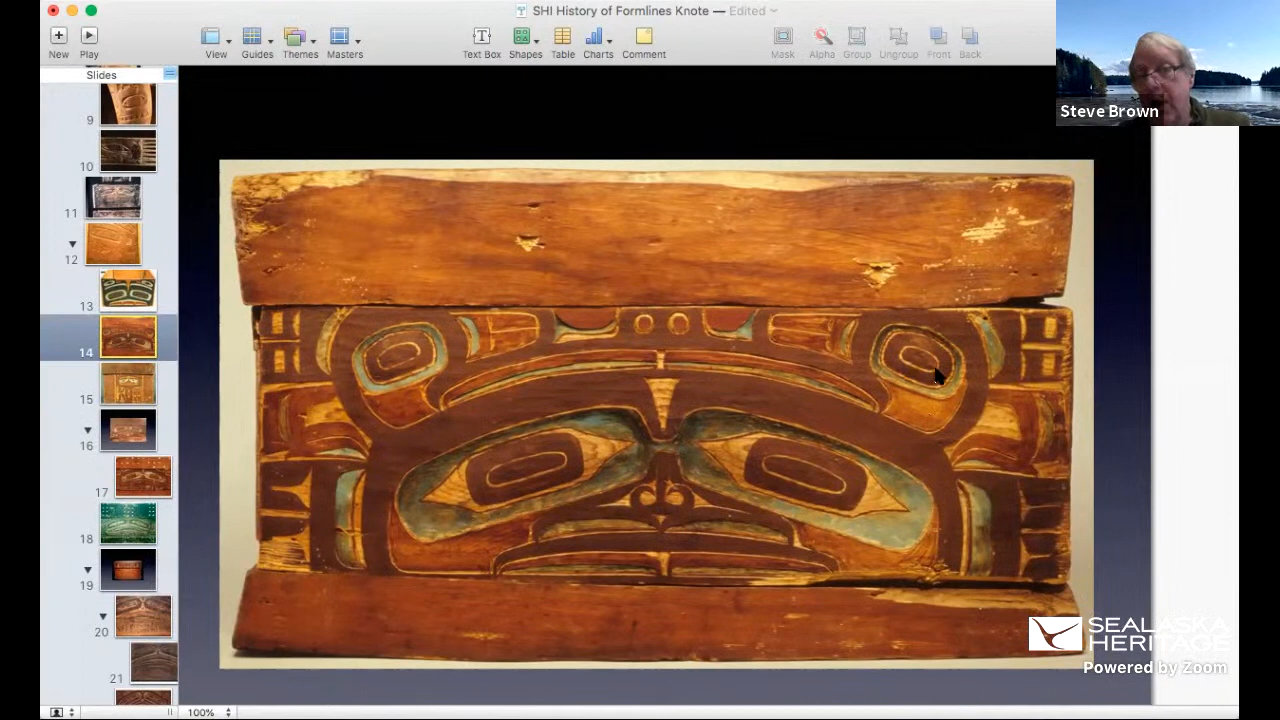 SHI History of Formlines Knote — Edited
New Play View Guides Themes Masters Text Box Shapes Table Charts Comment Mask Alpha Group Ungroup Front Back
Steve Brown
Slides
9
10
11
12
13
14
15
16
17
18
19
20
21
SEALASKA
HERITAGE
Powered by Zoom
100%